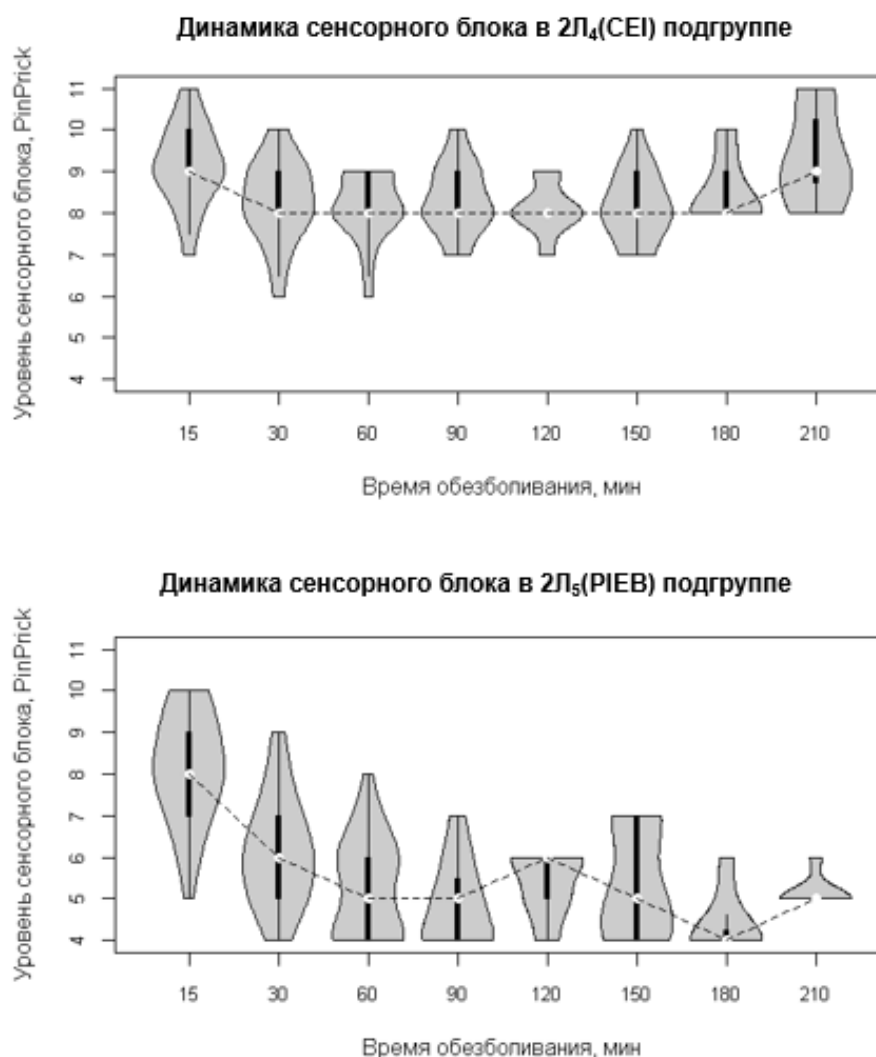 Динамика сенсорного блока в 2Л₄(CEI) подгруппе
Уровень сенсорного блока, PinPrick
11
10
9
8
7
6
5
4
15 30 60 90 120 150 180 210
Время обезболивания, мин
Динамика сенсорного блока в 2Л₅(PIEB) подгруппе
Уровень сенсорного блока, PinPrick
11
10
9
8
7
6
5
4
15 30 60 90 120 150 180 210
Время обезболивания, мин